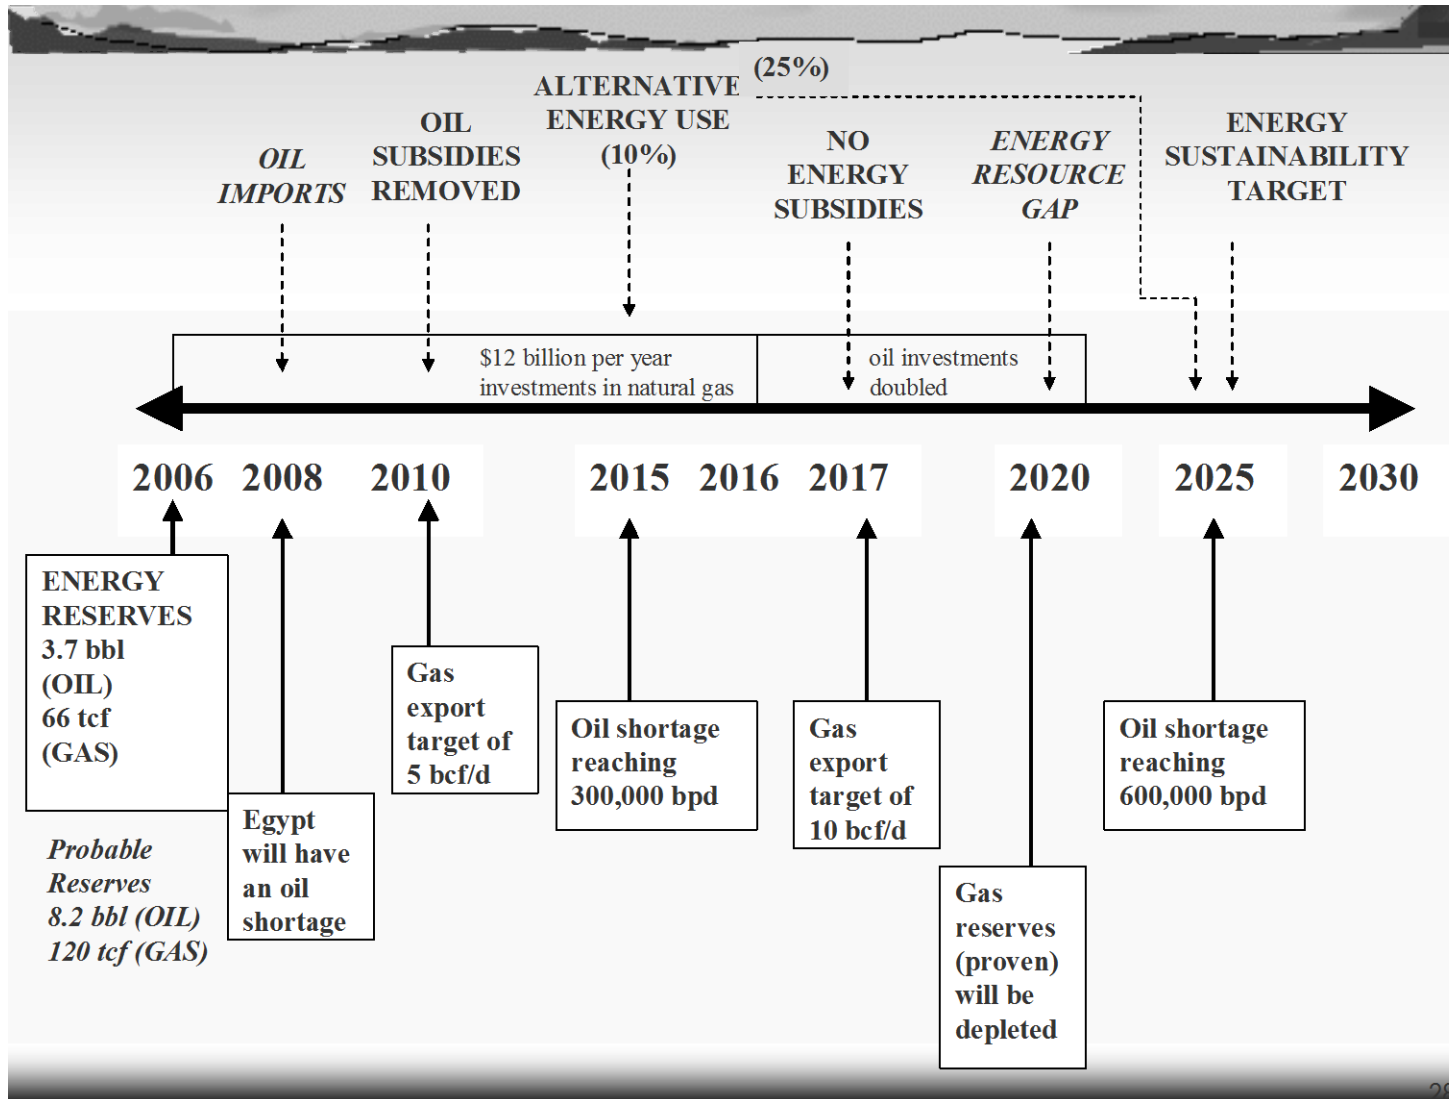 (25%)
ALTERNATIVE
ENERGY USE
(10%)
OIL
SUBSIDIES
REMOVED
OIL
IMPORTS
NO
ENERGY
SUBSIDIES
ENERGY
RESOURCE
GAP
ENERGY
SUSTAINABILITY
TARGET
$12 billion per year
investments in natural gas
oil investments
doubled
2006 2008 2010 2015 2016 2017 2020 2025 2030
ENERGY
RESERVES
3.7 bbl
(OIL)
66 tcf
(GAS)
Probable
Reserves
8.2 bbl (OIL)
120 tcf (GAS)
Egypt
will have
an oil
shortage
Gas
export
target of
5 bcf/d
Oil shortage
reaching
300,000 bpd
Gas
export
target of
10 bcf/d
Gas
reserves
(proven)
will be
depleted
Oil shortage
reaching
600,000 bpd